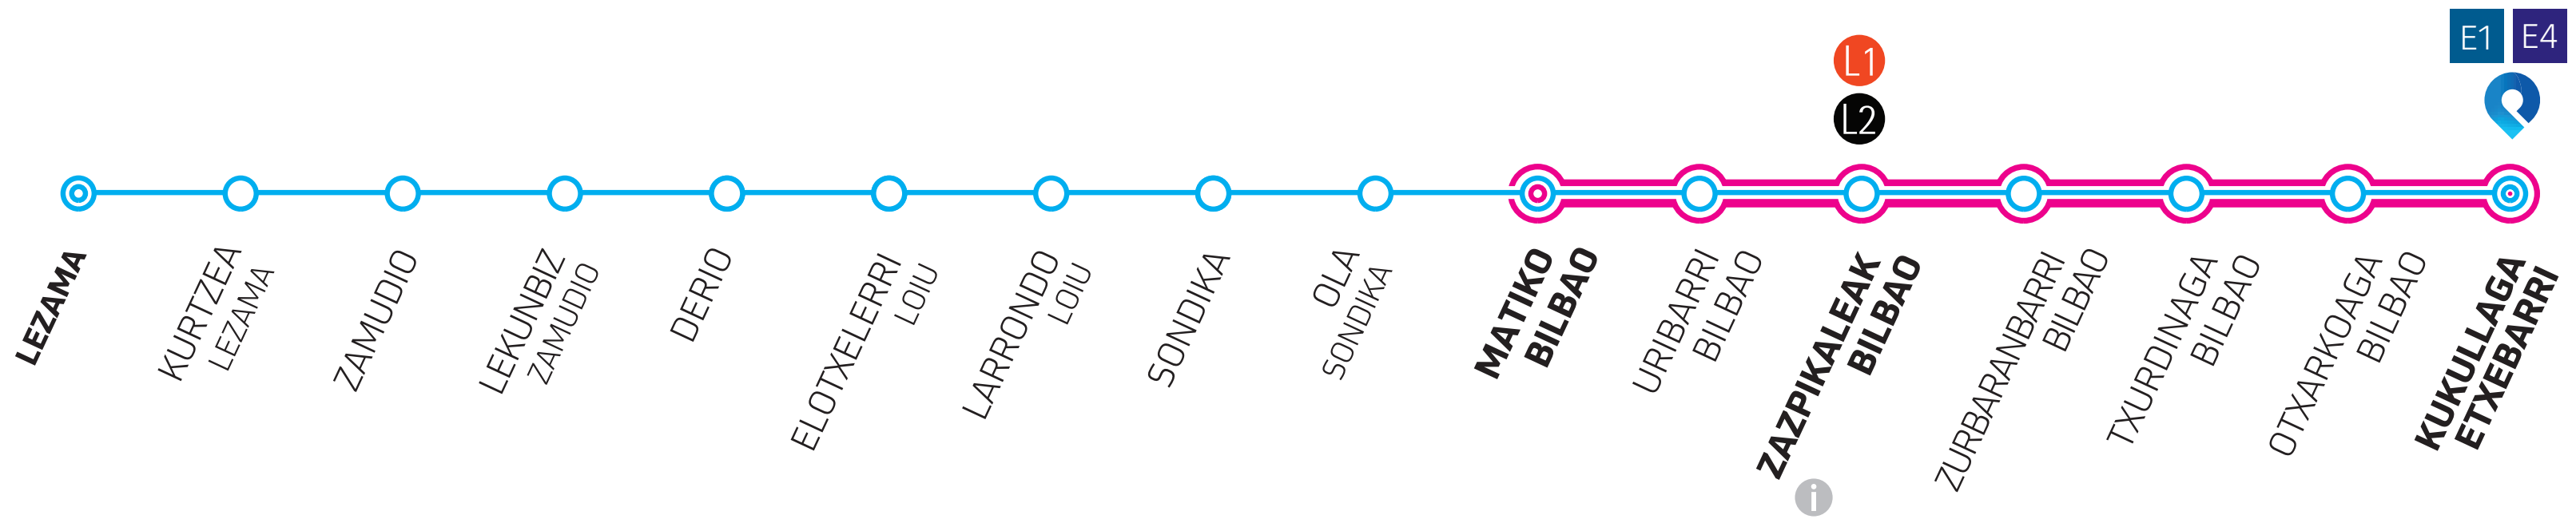 E1 E4
L1
L2
LEZAMA
KURTZEA
LEZAMA
ZAMUDIO
LEKUNBIZ
ZAMUDIO
DERIO
ELOTXELERRI
LOIU
LARRONDO
LOIU
SONDIKA
OLA
SONDIKA
MATIKO
BILBAO
URIBARRI
BILBAO
ZAZPIKALEAK
BILBAO
ZURBARANBARRI
BILBAO
TXURDINAGA
BILBAO
OTXARKOAGA
BILBAO
KUKULLAGA
ETXEBARRI
i